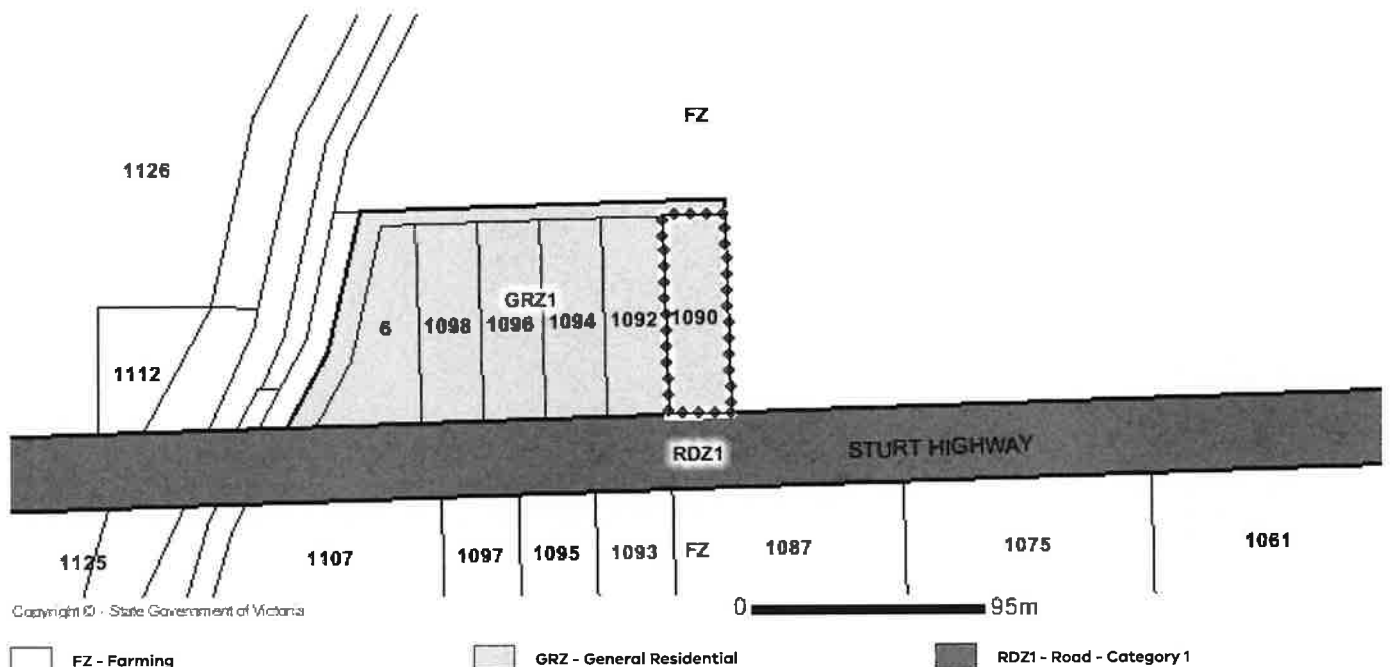 FZ
1126
GRZ1
6 1098 1096 1094 1092 1090
1112
RDZ1 STURT HIGHWAY
1125 1107 1097 1095 1093 FZ 1087 1075 1061
Copyright © - State Government of Victoria
0 95m
FZ - Farming GRZ - General Residential RDZ1 - Road - Category 1